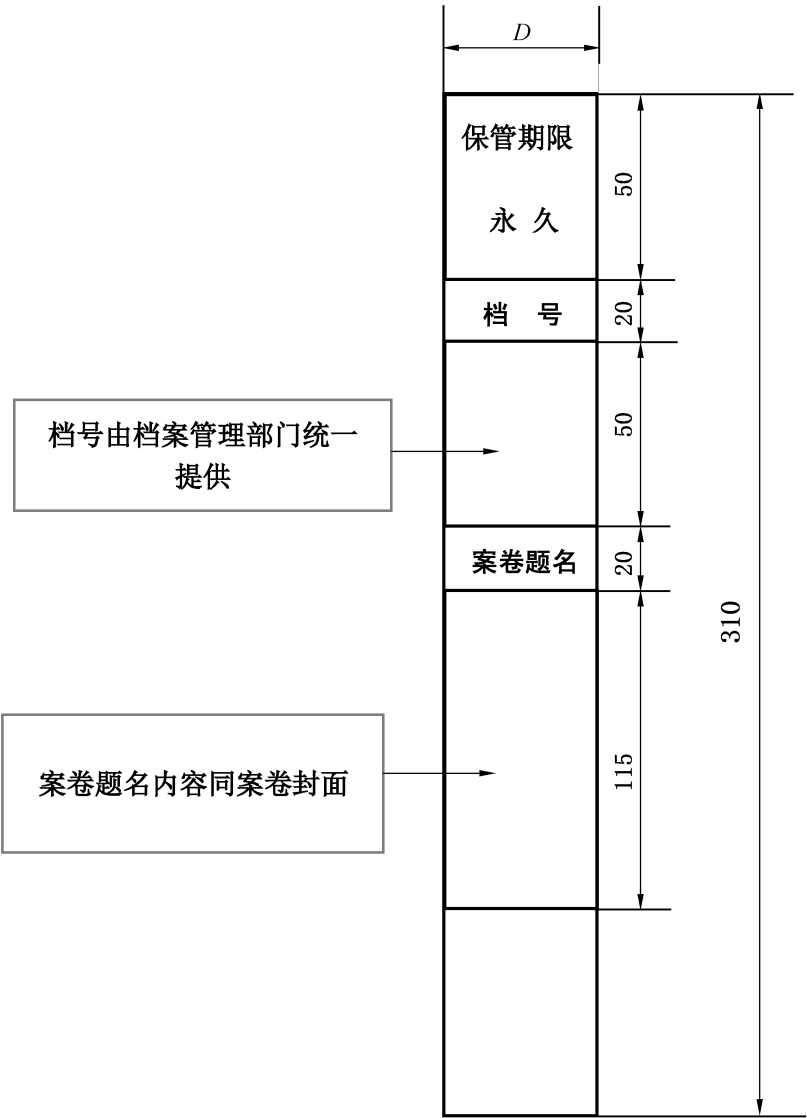 D
保管期限
永 久
50
档 号
20
档号由档案管理部门统一
提供
50
案卷题名
20
310
案卷题名内容同案卷封面
115